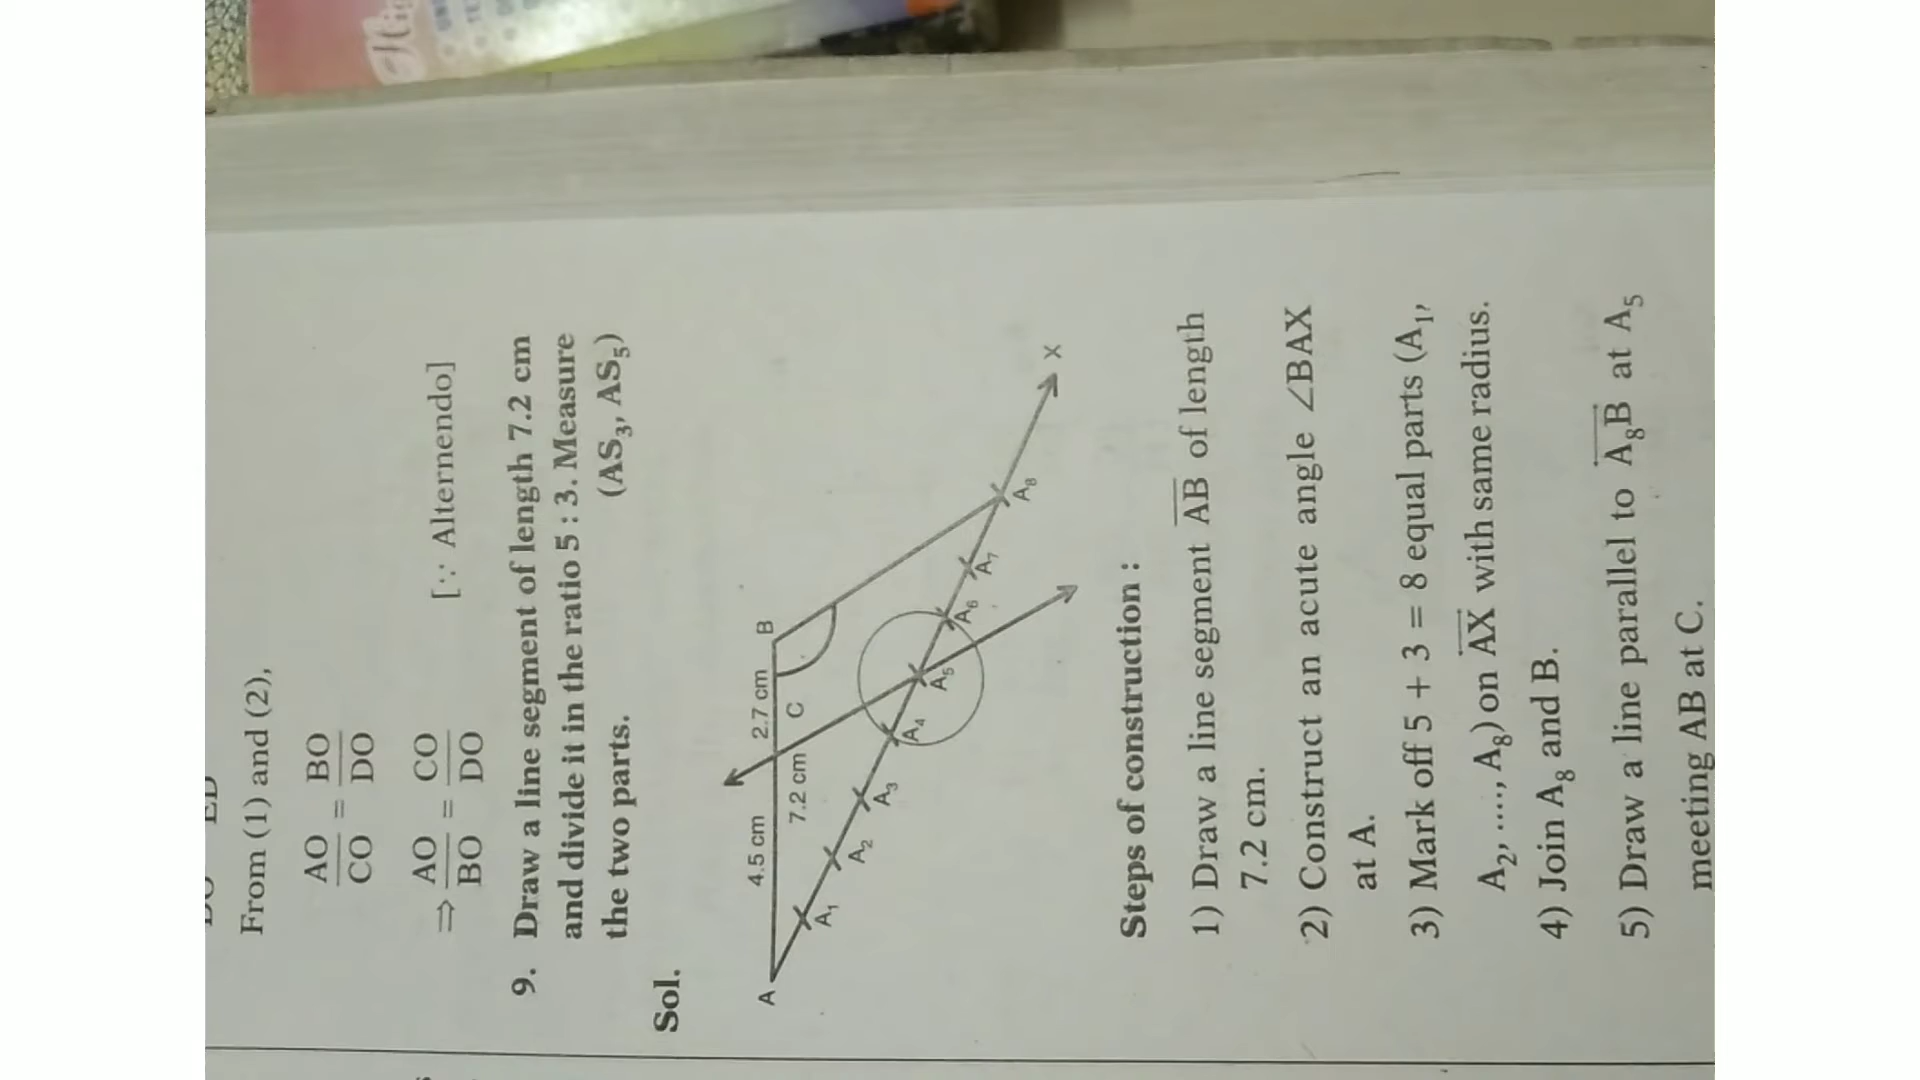 From (1) and (2),
AO/CO = BO/DO
⇒ AO/BO = CO/DO [∵ Alternendo]
9. Draw a line segment of length 7.2 cm
and divide it in the ratio 5 : 3. Measure
the two parts. (AS₃, AS₅)
Sol.
A 4.5 cm 2.7 cm B
7.2 cm C
A₁ A₂ A₃ A₄ A₅ A₆ A₇ A₈ X
Steps of construction :
1) Draw a line segment A̅B̅ of length
7.2 cm.
2) Construct an acute angle ∠BAX
at A.
3) Mark off 5 + 3 = 8 equal parts (A₁,
A₂, ....., A₈) on AX with same radius.
4) Join A₈ and B.
5) Draw a line parallel to A₈B at A₅
meeting AB at C.